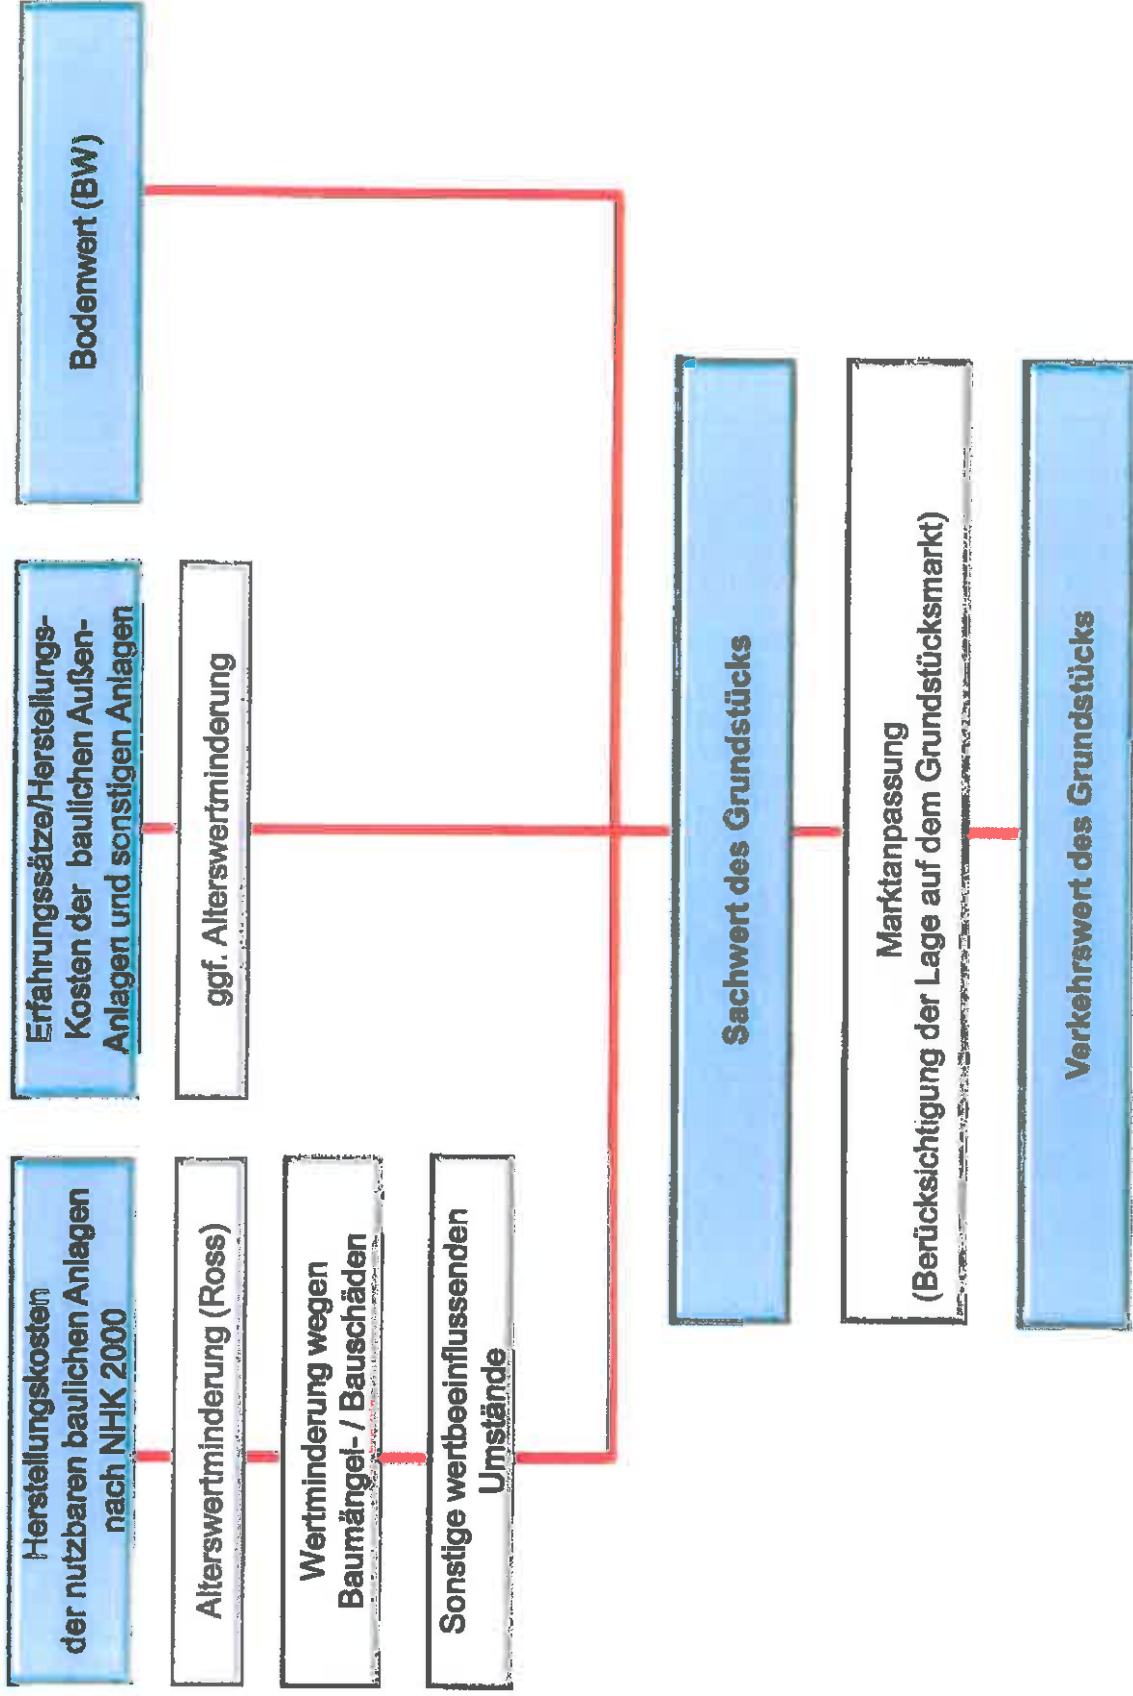 Herstellungskosten
der nutzbaren baulichen Anlagen
nach NHK 2000
Alterswertminderung (Ross)
Wertminderung wegen
Baumängel- / Bauschäden
Sonstige wertbeeinflussenden
Umstände
Erfahrungssätze/Herstellungs-
Kosten der baulichen Außen-
Anlagen und sonstigen Anlagen
ggf. Alterswertminderung
Bodenwert (BW)
Sachwert des Grundstücks
Marktanpassung
(Berücksichtigung der Lage auf dem Grundstücksmarkt)
Verkehrswert des Grundstücks